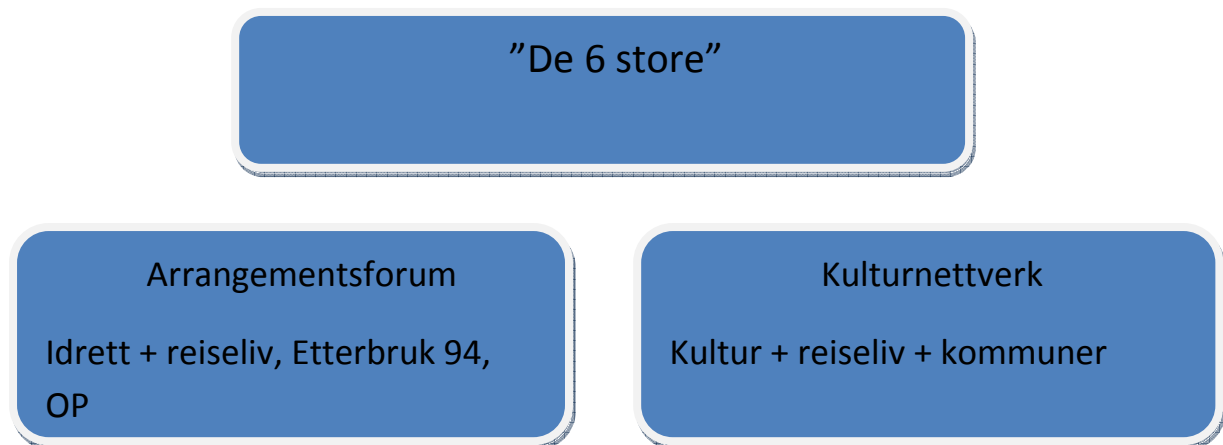 ”De 6 store”
Arrangementsforum
Idrett + reiseliv, Etterbruk 94,
OP
Kulturnettverk
Kultur + reiseliv + kommuner